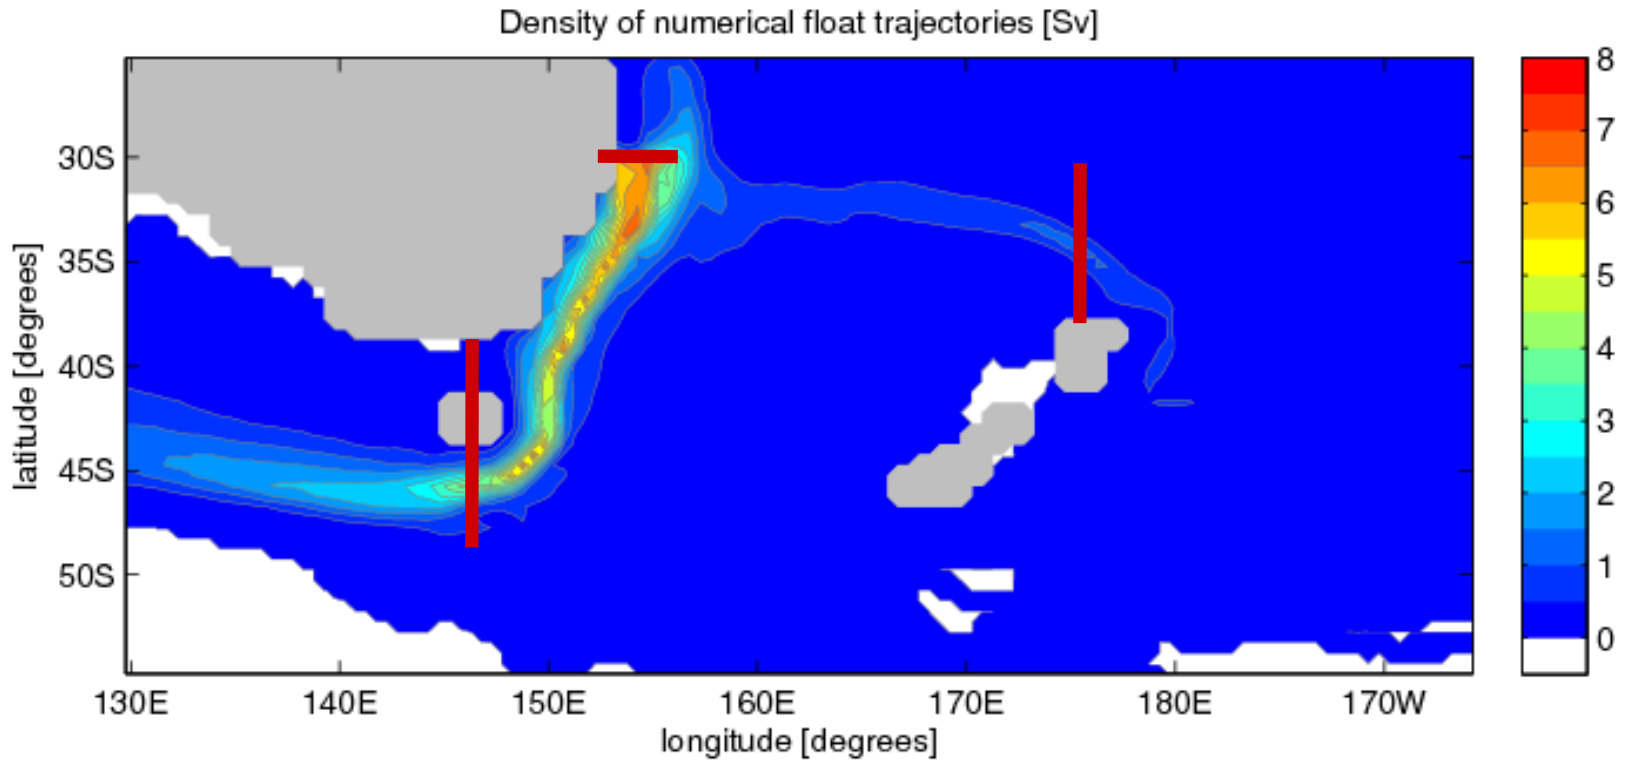 Density of numerical float trajectories [Sv]
8
7
6
5
4
3
2
1
0
30S
35S
40S
45S
50S
latitude [degrees]
130E 140E 150E 160E 170E 180E 170W
longitude [degrees]